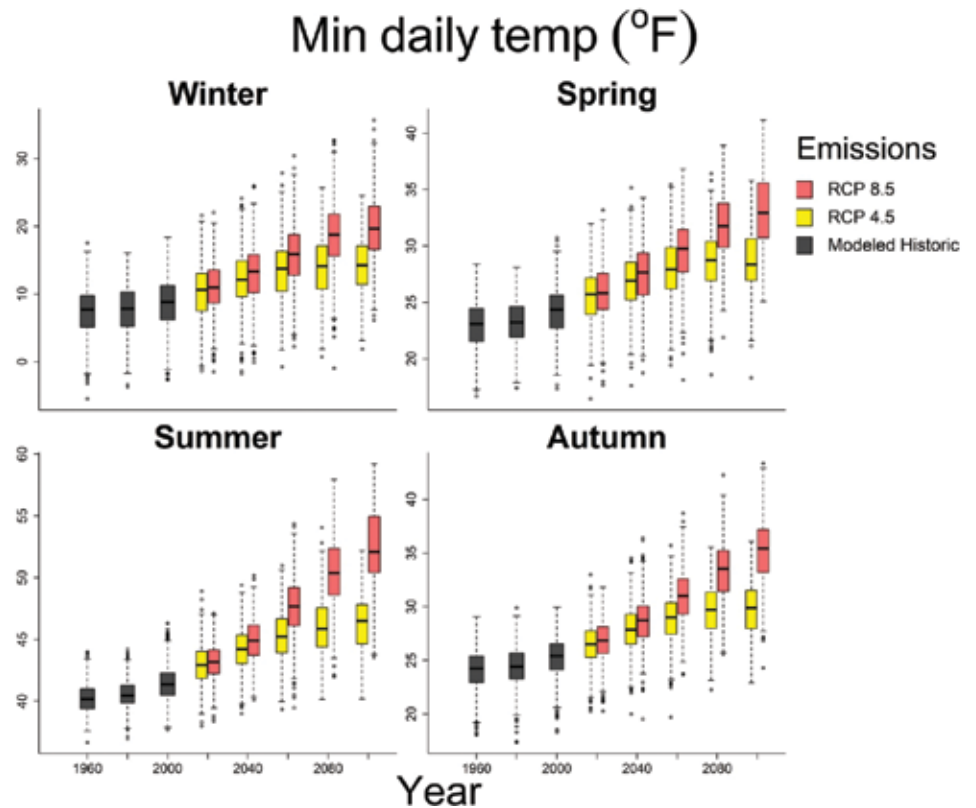 Min daily temp (°F)
Winter
Spring
30
20
10
0
40
35
30
25
20
Emissions
RCP 8.5
RCP 4.5
Modeled Historic
Summer
Autumn
60
55
50
45
40
40
35
30
25
20
1960 2000 2040 2080
1960 2000 2040 2080
Year